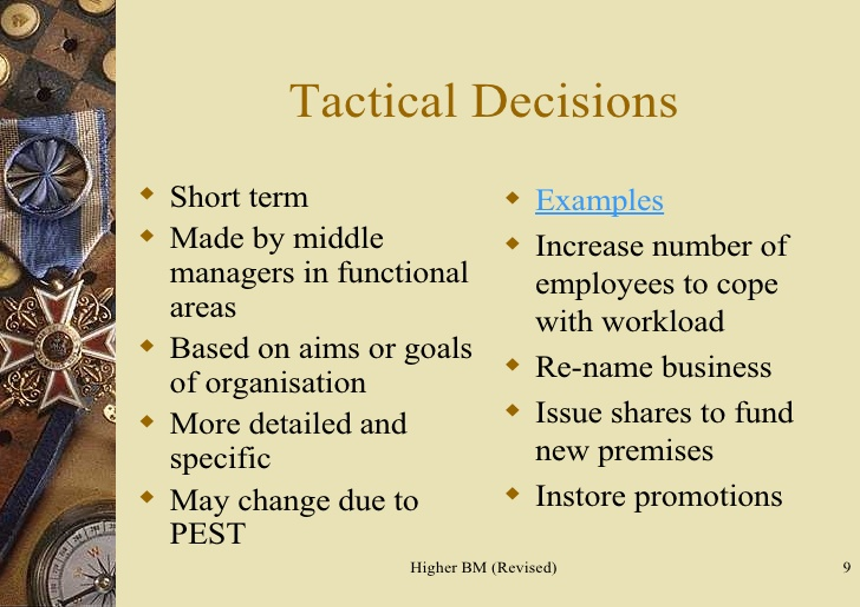 Tactical Decisions
Short term
Made by middle
managers in functional
areas
Based on aims or goals
of organisation
More detailed and
specific
May change due to
PEST
Examples
Increase number of
employees to cope
with workload
Re-name business
Issue shares to fund
new premises
Instore promotions
Higher BM (Revised)
9